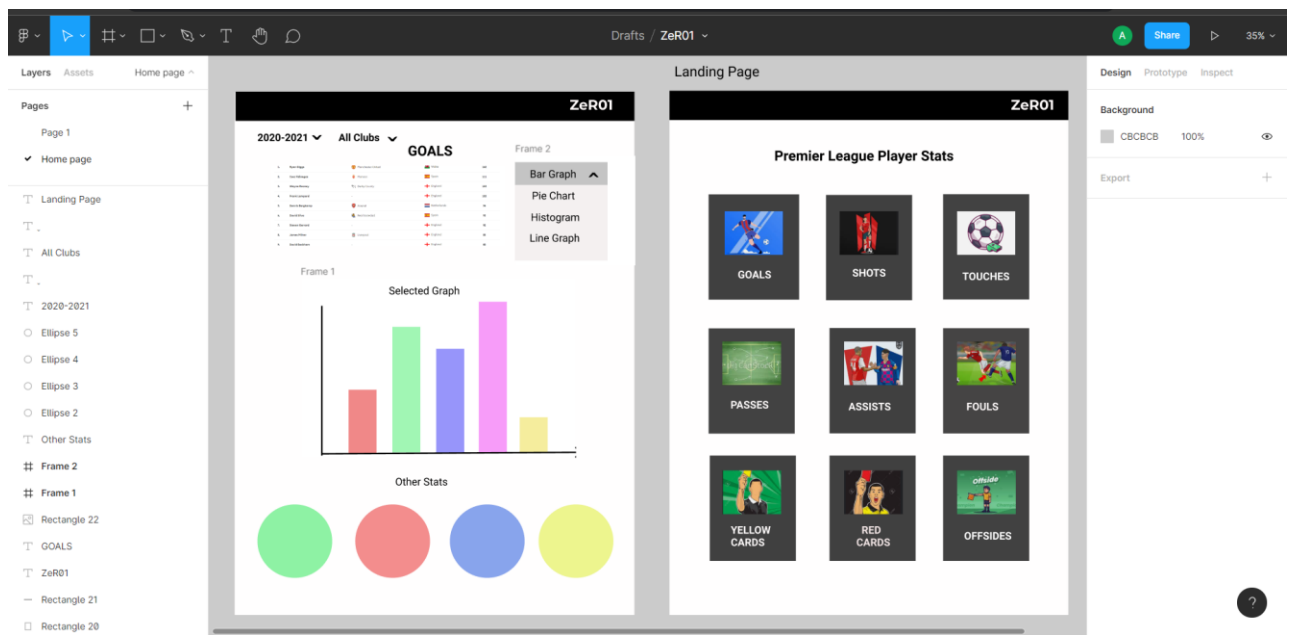 Drafts / ZeR01
A
Share
35%
Layers
Assets
Home page
Pages
Page 1
Home page
T Landing Page
T .
T All Clubs
T .
T 2020-2021
Ellipse 5
Ellipse 4
Ellipse 3
Ellipse 2
T Other Stats
Frame 2
Frame 1
Rectangle 22
T GOALS
T ZeR01
Rectangle 21
Rectangle 20
ZeR01
2020-2021
All Clubs
GOALS
Frame 2
Bar Graph
Pie Chart
Histogram
Line Graph
Frame 1
Selected Graph
Other Stats
Landing Page
ZeR01
Premier League Player Stats
GOALS
SHOTS
TOUCHES
PASSES
ASSISTS
FOULS
YELLOW
CARDS
RED
CARDS
Offside
OFFSIDES
Design
Prototype
Inspect
Background
CBCBCB
100%
Export
?